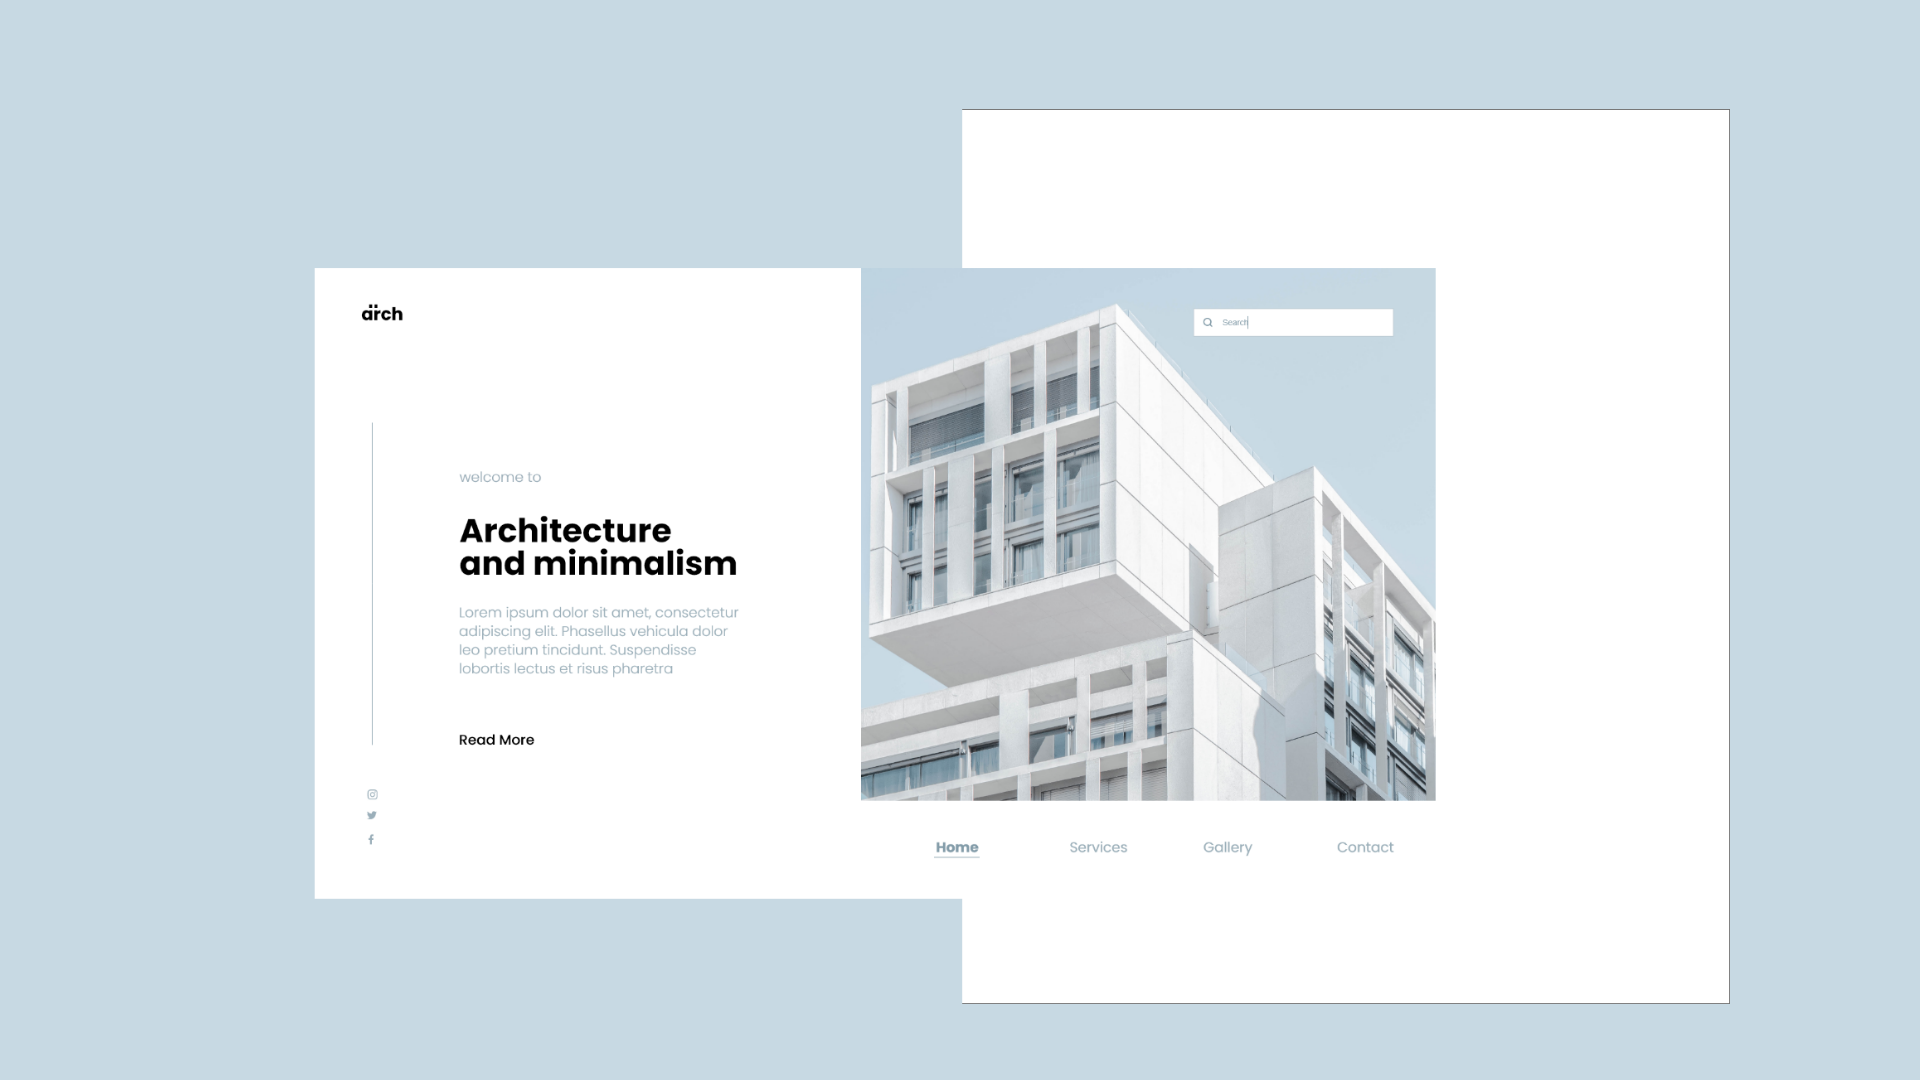 ärch
Search
welcome to
Architecture
and minimalism
Lorem ipsum dolor sit amet, consectetur
adipiscing elit. Phasellus vehicula dolor
leo pretium tincidunt. Suspendisse
lobortis lectus et risus pharetra
Read More
Home Services Gallery Contact